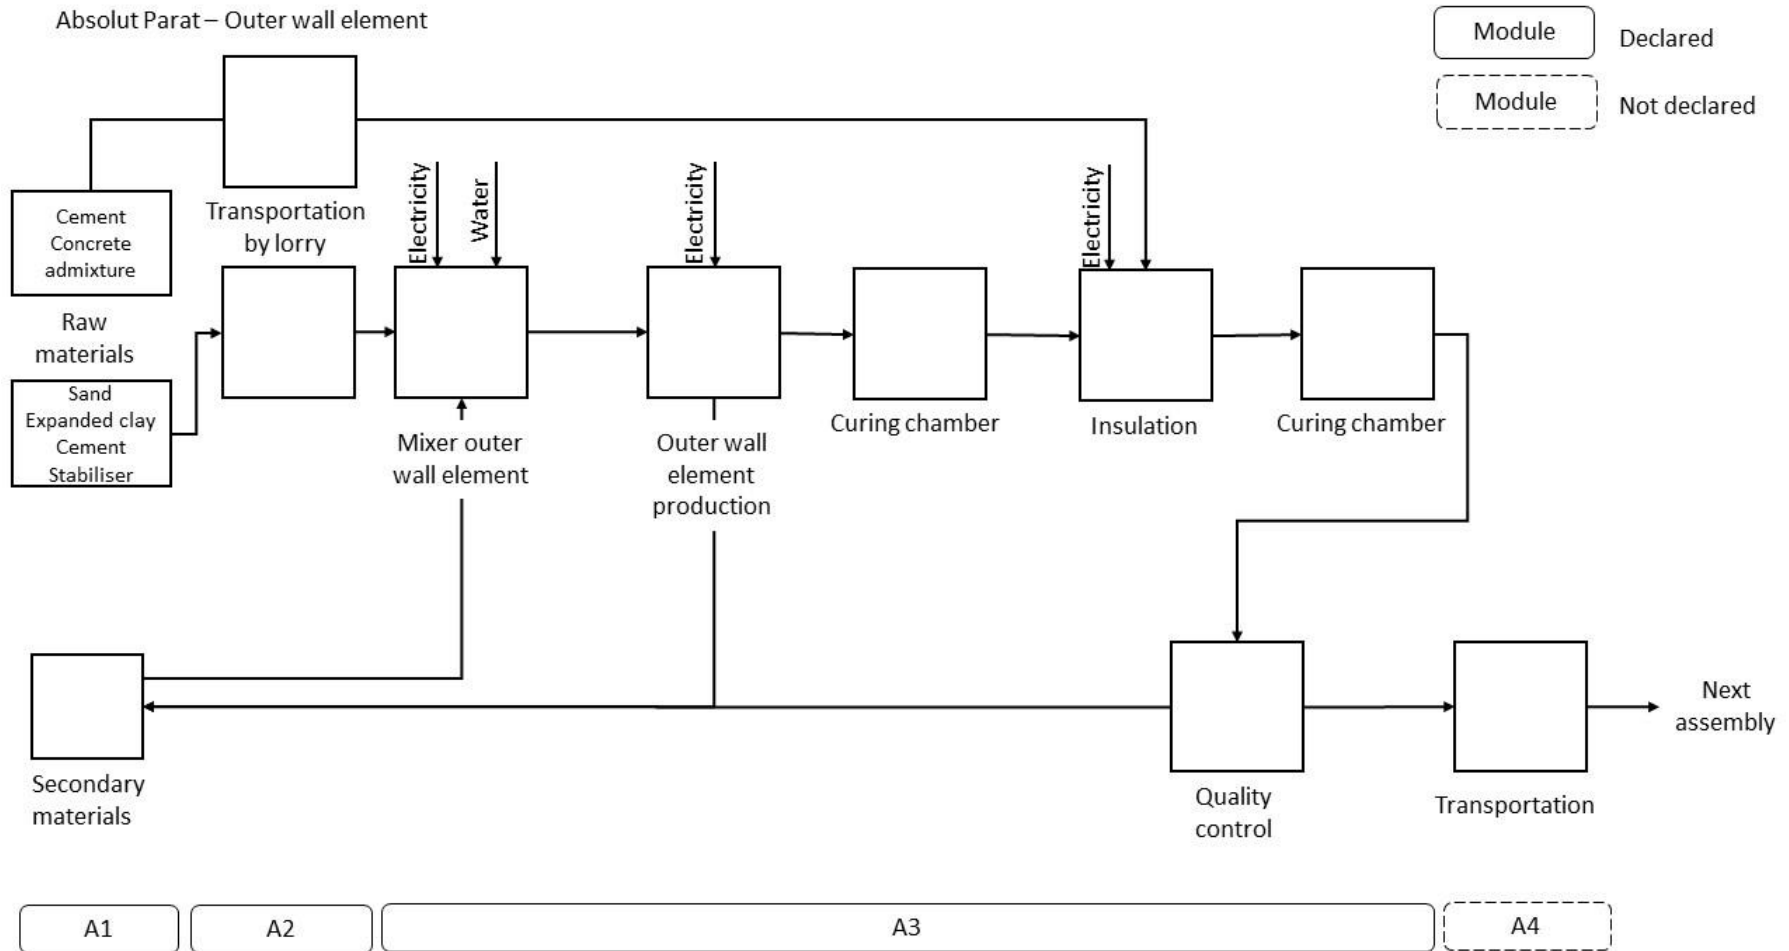 Absolut Parat – Outer wall element
Module
Declared
Module
Not declared
Cement
Concrete
admixture
Transportation
by lorry
Electricity
Water
Electricity
Electricity
Raw
materials
Sand
Expanded clay
Cement
Stabiliser
Mixer outer
wall element
Outer wall
element
production
Curing chamber
Insulation
Curing chamber
Secondary
materials
Quality
control
Transportation
Next
assembly
A1
A2
A3
A4